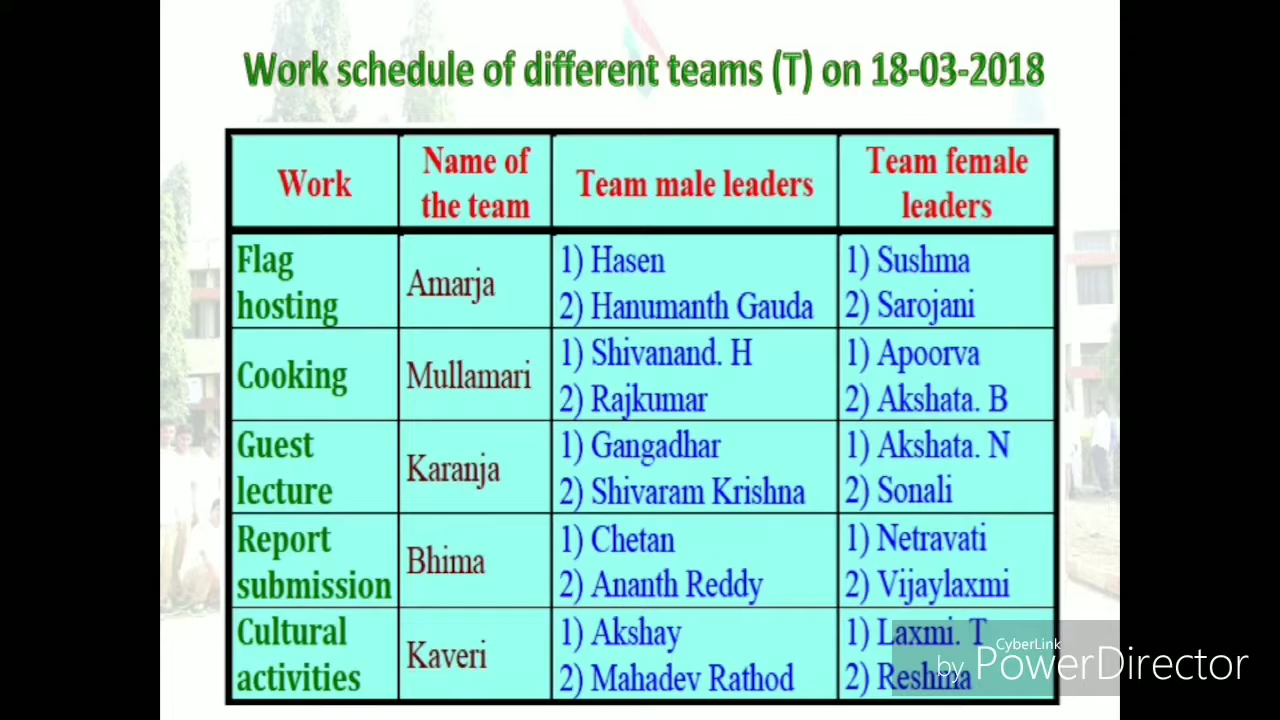 Work schedule of different teams (T) on 18-03-2018
Work
Name of
the team
Team male leaders
Team female
leaders
Flag
hosting
Amarja
1) Hasen
2) Hanumanth Gauda
1) Sushma
2) Sarojani
Cooking
Mullamari
1) Shivanand. H
2) Rajkumar
1) Apoorva
2) Akshata. B
Guest
lecture
Karanja
1) Gangadhar
2) Shivaram Krishna
1) Akshata. N
2) Sonali
Report
submission
Bhima
1) Chetan
2) Ananth Reddy
1) Netravati
2) Vijaylaxmi
Cultural
activities
Kaveri
1) Akshay
2) Mahadev Rathod
1) Laxmi. T
2) Reshma
CyberLink
by PowerDirector